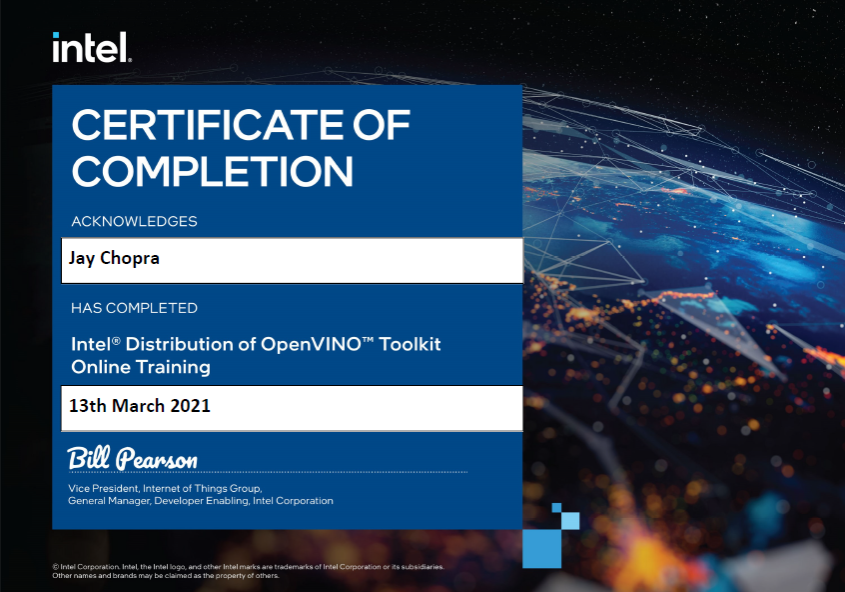 intel.
CERTIFICATE OF
COMPLETION
ACKNOWLEDGES
Jay Chopra
HAS COMPLETED
Intel® Distribution of OpenVINO™ Toolkit
Online Training
13th March 2021
Bill Pearson
Vice President, Internet of Things Group,
General Manager, Developer Enabling, Intel Corporation
© Intel Corporation. Intel, the Intel logo, and other Intel marks are trademarks of Intel Corporation or its subsidiaries.
Other names and brands may be claimed as the property of others.